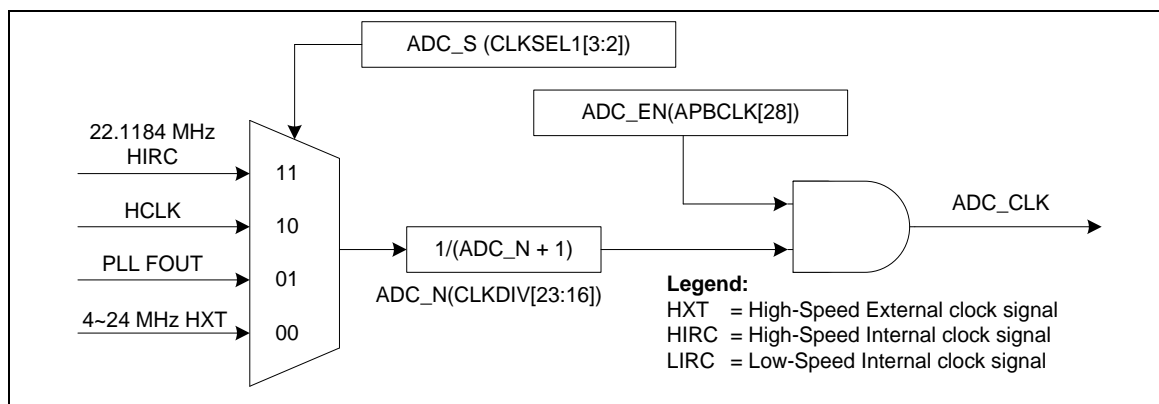 ADC_S (CLKSEL1[3:2])
ADC_EN(APBCLK[28])
22.1184 MHz
HIRC
11
HCLK
10
PLL FOUT
01
4~24 MHz HXT
00
1/(ADC_N + 1)
ADC_N(CLKDIV[23:16])
ADC_CLK
Legend:
HXT = High-Speed External clock signal
HIRC = High-Speed Internal clock signal
LIRC = Low-Speed Internal clock signal